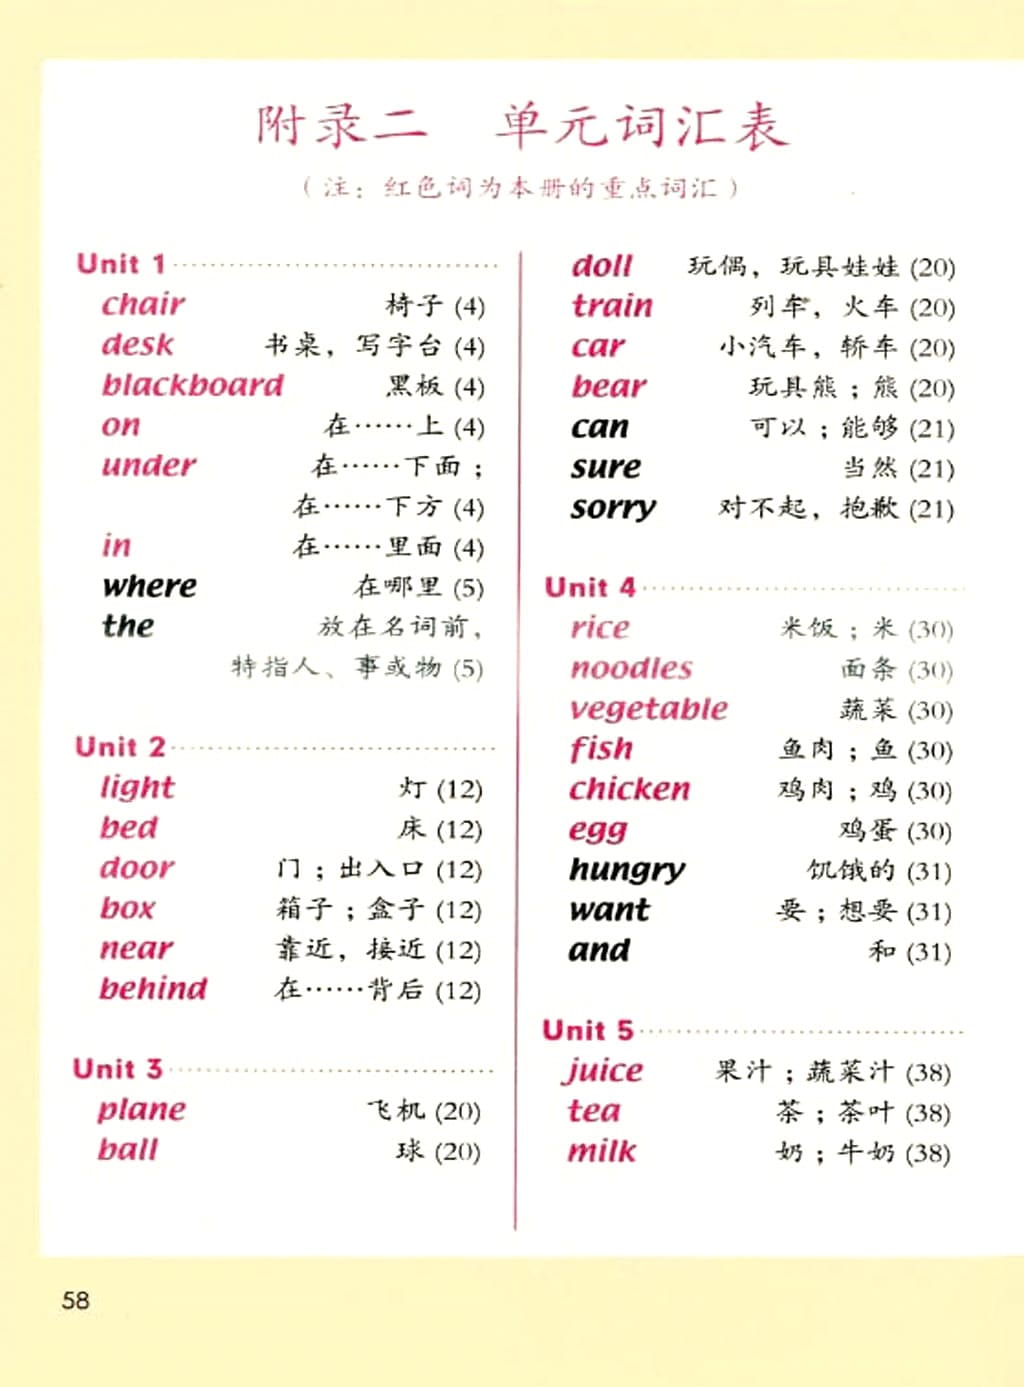 附录二 单元词汇表
（注：红色词为本册的重点词汇）
Unit 1
chair 椅子 (4)
desk 书桌，写字台 (4)
blackboard 黑板 (4)
on 在……上 (4)
under 在……下面；
在……下方 (4)
in 在……里面 (4)
where 在哪里 (5)
the 放在名词前，
特指人、事或物 (5)
Unit 2
light 灯 (12)
bed 床 (12)
door 门；出入口 (12)
box 箱子；盒子 (12)
near 靠近，接近 (12)
behind 在……背后 (12)
Unit 3
plane 飞机 (20)
ball 球 (20)
doll 玩偶，玩具娃娃 (20)
train 列车，火车 (20)
car 小汽车，轿车 (20)
bear 玩具熊；熊 (20)
can 可以；能够 (21)
sure 当然 (21)
sorry 对不起，抱歉 (21)
Unit 4
rice 米饭；米 (30)
noodles 面条 (30)
vegetable 蔬菜 (30)
fish 鱼肉；鱼 (30)
chicken 鸡肉；鸡 (30)
egg 鸡蛋 (30)
hungry 饥饿的 (31)
want 要；想要 (31)
and 和 (31)
Unit 5
juice 果汁；蔬菜汁 (38)
tea 茶；茶叶 (38)
milk 奶；牛奶 (38)
58